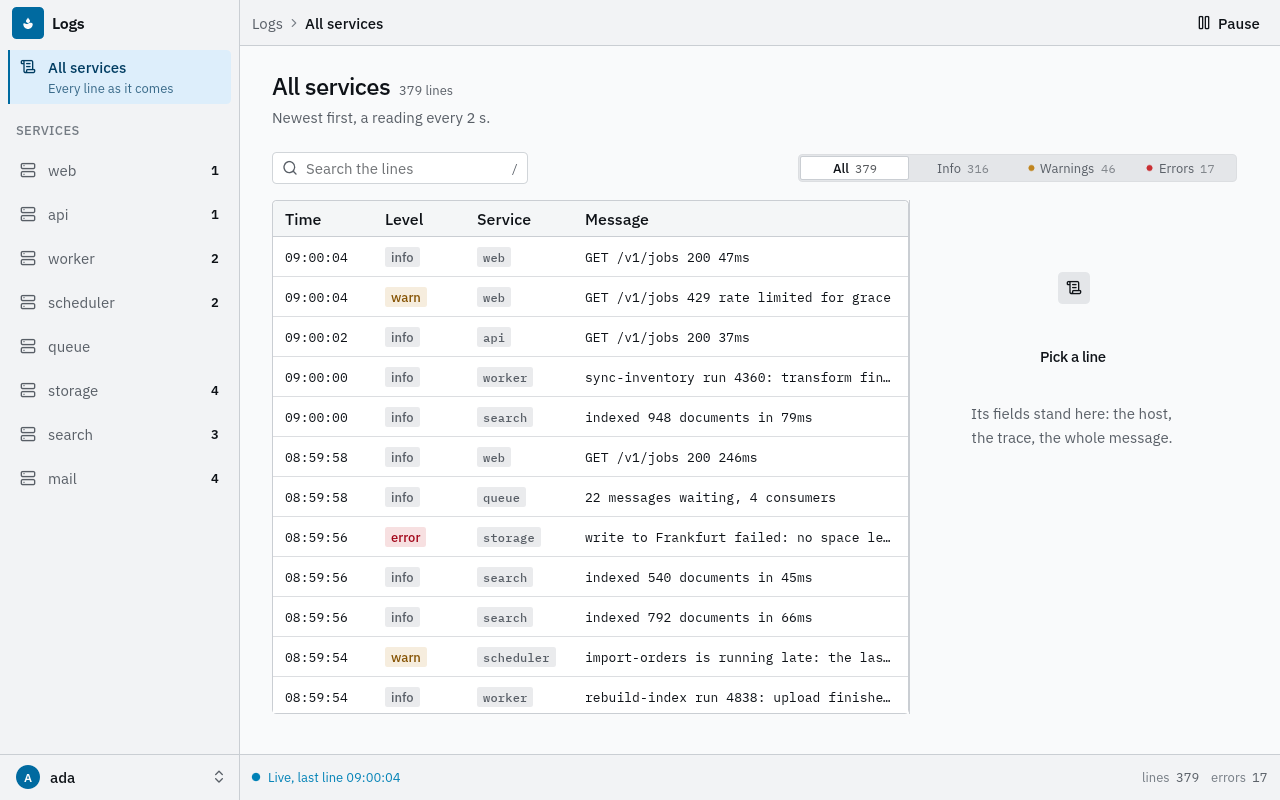 Logs
All services
Every line as it comes
SERVICES
web 1
api 1
worker 2
scheduler 2
queue
storage 4
search 3
mail 4
A ada
Logs > All services
Pause
All services 379 lines
Newest first, a reading every 2 s.
Search the lines /
All 379 Info 316 Warnings 46 Errors 17
Time Level Service Message
09:00:04 info web GET /v1/jobs 200 47ms
09:00:04 warn web GET /v1/jobs 429 rate limited for grace
09:00:02 info api GET /v1/jobs 200 37ms
09:00:00 info worker sync-inventory run 4360: transform fin…
09:00:00 info search indexed 948 documents in 79ms
08:59:58 info web GET /v1/jobs 200 246ms
08:59:58 info queue 22 messages waiting, 4 consumers
08:59:56 error storage write to Frankfurt failed: no space le…
08:59:56 info search indexed 540 documents in 45ms
08:59:56 info search indexed 792 documents in 66ms
08:59:54 warn scheduler import-orders is running late: the las…
08:59:54 info worker rebuild-index run 4838: upload finishe…
Pick a line
Its fields stand here: the host,
the trace, the whole message.
Live, last line 09:00:04
lines 379 errors 17